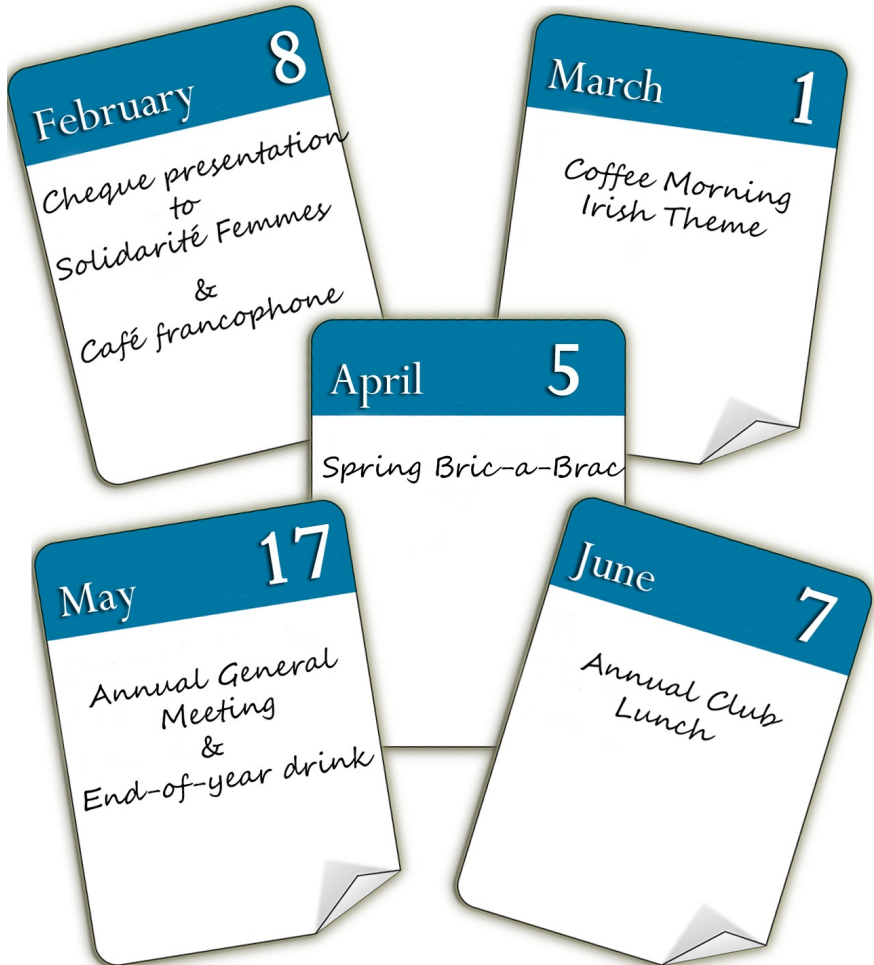 February 8
Cheque presentation
to
Solidarité Femmes
&
Café francophone
March 1
Coffee Morning
Irish Theme
April 5
Spring Bric-a-Brac
May 17
Annual General
Meeting
&
End-of-year drink
June 7
Annual Club
Lunch